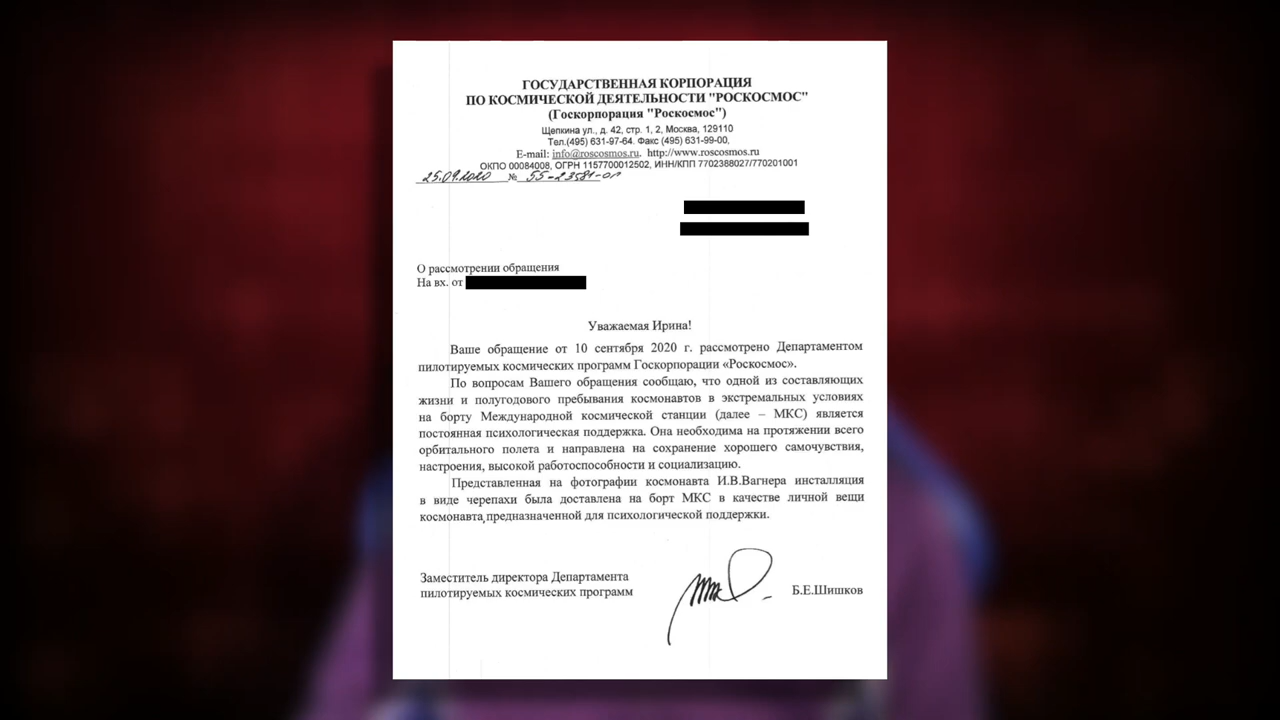 ГОСУДАРСТВЕННАЯ КОРПОРАЦИЯ
ПО КОСМИЧЕСКОЙ ДЕЯТЕЛЬНОСТИ "РОСКОСМОС"
(Госкорпорация "Роскосмос")
Щепкина ул., д. 42, стр. 1, 2, Москва, 129110
Тел.(495) 631-97-64. Факс (495) 631-99-00,
E-mail: info@roscosmos.ru. http://www.roscosmos.ru
ОКПО 00084008, ОГРН 1157700012502, ИНН/КПП 7702388027/770201001
25.09.2020 № 55-23581-ОП
О рассмотрении обращения
На вх. от
Уважаемая Ирина!
Ваше обращение от 10 сентября 2020 г. рассмотрено Департаментом
пилотируемых космических программ Госкорпорации «Роскосмос».
По вопросам Вашего обращения сообщаю, что одной из составляющих
жизни и полугодового пребывания космонавтов в экстремальных условиях
на борту Международной космической станции (далее – МКС) является
постоянная психологическая поддержка. Она необходима на протяжении всего
орбитального полета и направлена на сохранение хорошего самочувствия,
настроения, высокой работоспособности и социализацию.
Представленная на фотографии космонавта И.В.Вагнера инсталляция
в виде черепахи была доставлена на борт МКС в качестве личной вещи
космонавта, предназначенной для психологической поддержки.
Заместитель директора Департамента
пилотируемых космических программ Б.Е.Шишков